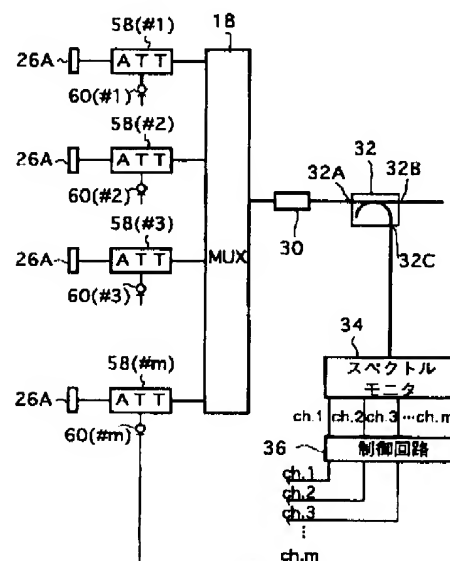 58(#1)
18
26A
ATT
60(#1)
58(#2)
26A
ATT
60(#2)
32
32A
32B
58(#3)
30
32C
26A
ATT
MUX
60(#3)
34
58(#m)
スペクトル
モニタ
26A
ATT
60(#m)
ch.1 ch.2 ch.3 …ch.m
36
制御回路
ch.1
ch.2
ch.3
⋮
ch.m